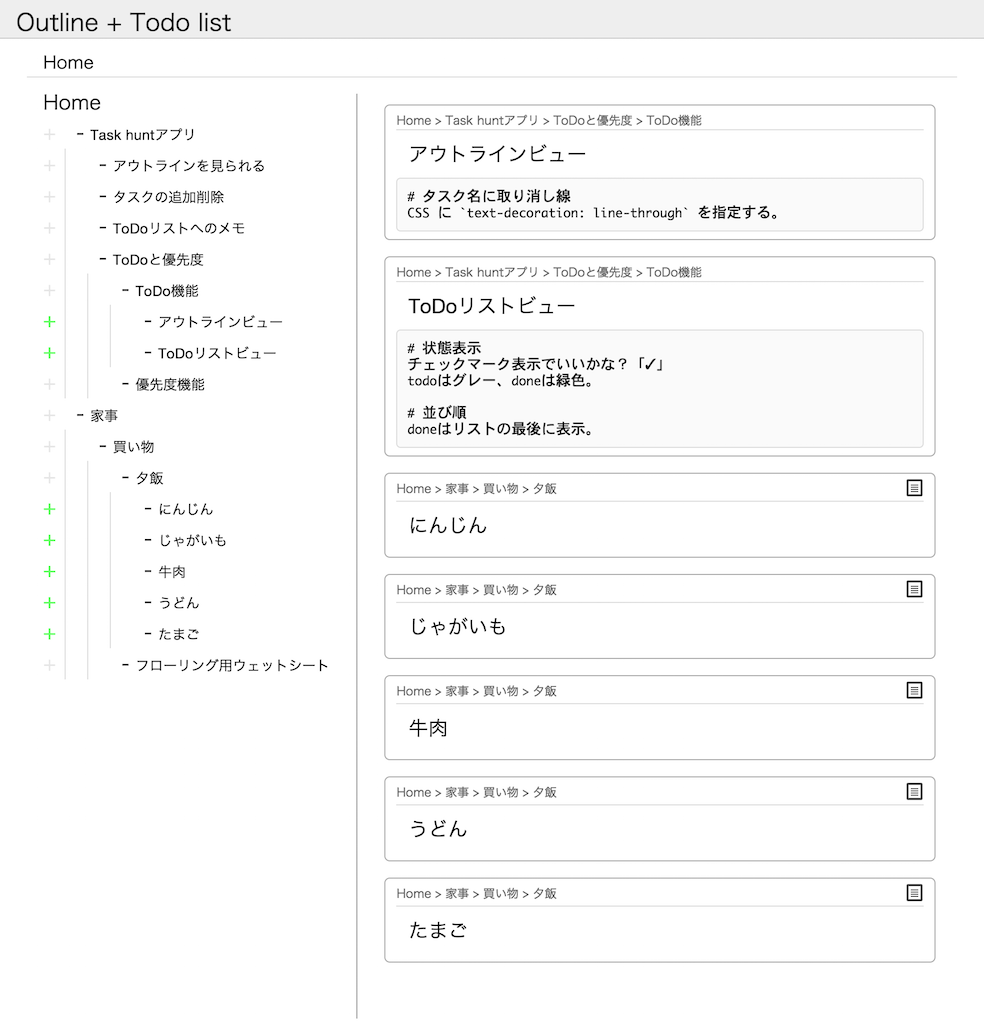 Outline + Todo list
Home
Home
+ - Task huntアプリ
+ - アウトラインを見られる
+ - タスクの追加削除
+ - ToDoリストへのメモ
+ - ToDoと優先度
+ - ToDo機能
+ - アウトラインビュー
+ - ToDoリストビュー
+ - 優先度機能
+ - 家事
+ - 買い物
+ - 夕飯
+ - にんじん
+ - じゃがいも
+ - 牛肉
+ - うどん
+ - たまご
+ - フローリング用ウェットシート
Home > Task huntアプリ > ToDoと優先度 > ToDo機能
アウトラインビュー
# タスク名に取り消し線
CSS に `text-decoration: line-through` を指定する。
Home > Task huntアプリ > ToDoと優先度 > ToDo機能
ToDoリストビュー
# 状態表示
チェックマーク表示でいいかな？「✓」
todoはグレー、doneは緑色。
# 並び順
doneはリストの最後に表示。
Home > 家事 > 買い物 > 夕飯
にんじん
Home > 家事 > 買い物 > 夕飯
じゃがいも
Home > 家事 > 買い物 > 夕飯
牛肉
Home > 家事 > 買い物 > 夕飯
うどん
Home > 家事 > 買い物 > 夕飯
たまご